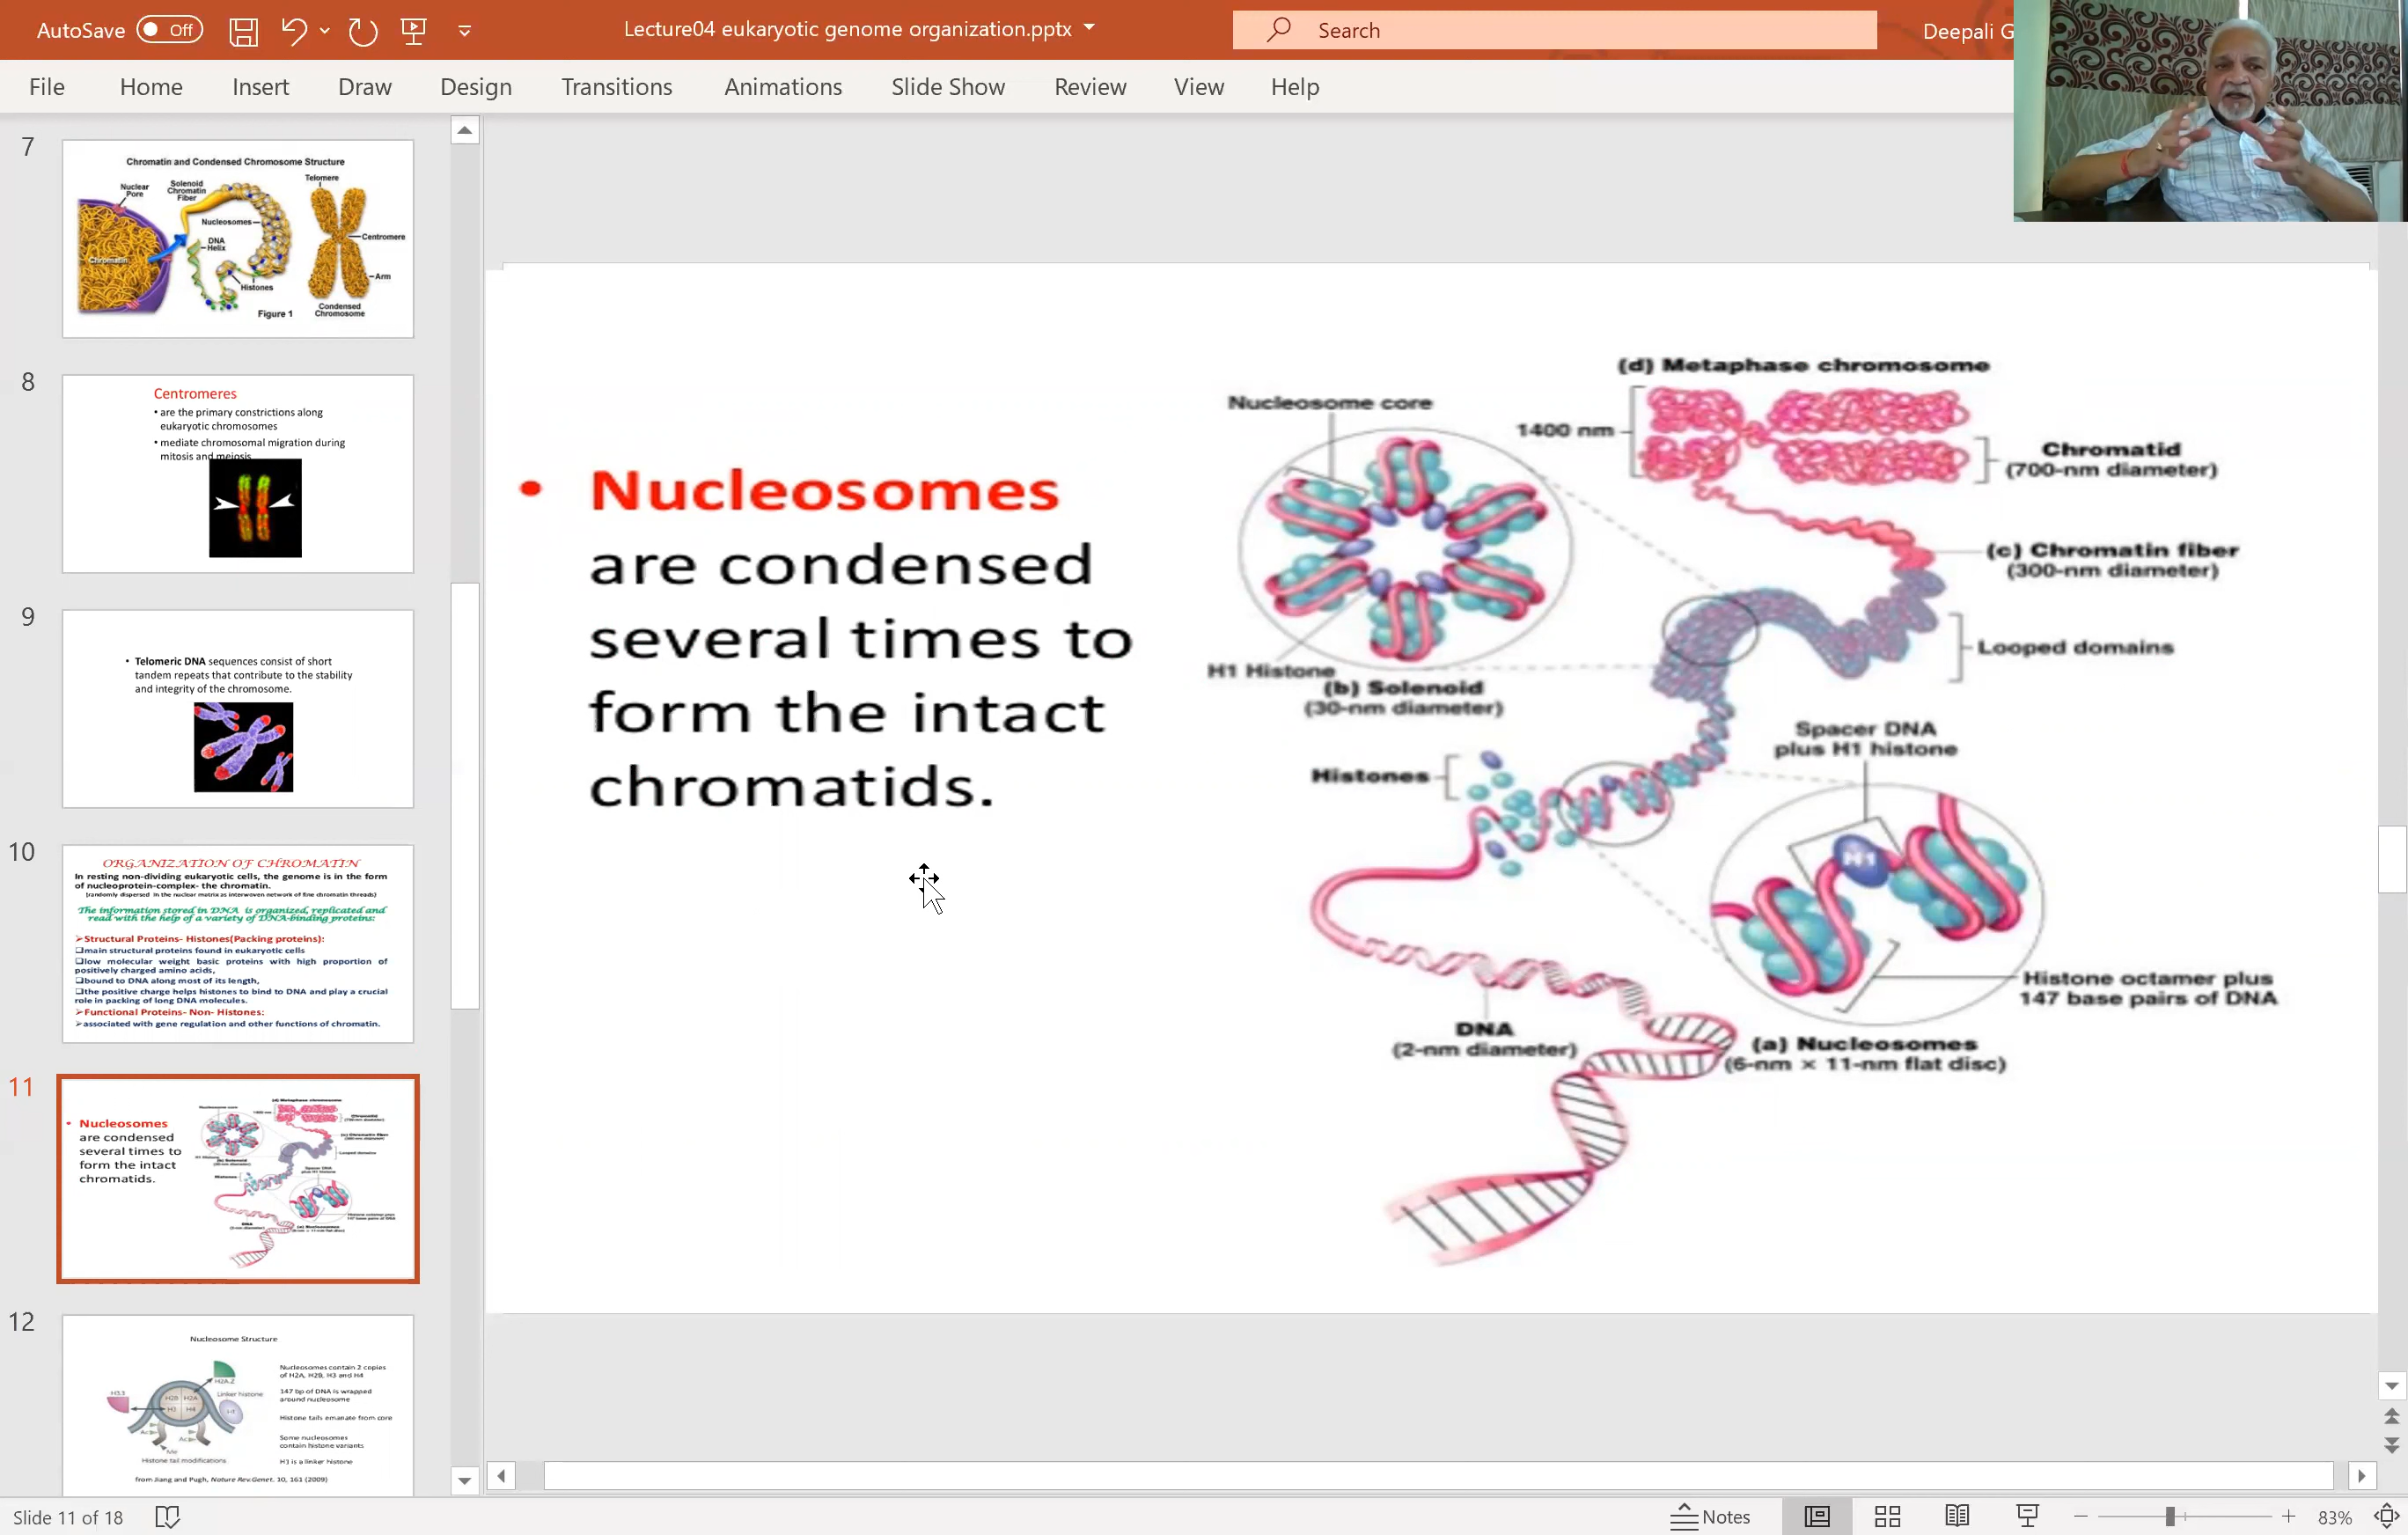 AutoSave Off
Lecture04 eukaryotic genome organization.pptx
Search
Deepali G
File Home Insert Draw Design Transitions Animations Slide Show Review View Help
7
Chromatin and Condensed Chromosome Structure
Nuclear
Pore
Solenoid
Chromatin
Fiber
Telomere
Nucleosomes
DNA
Helix
Centromere
Chromatin
Histones
Arm
Figure 1
Condensed
Chromosome
8
Centromeres
• are the primary constrictions along
eukaryotic chromosomes
• mediate chromosomal migration during
mitosis and meiosis
9
• Telomeric DNA sequences consist of short
tandem repeats that contribute to the stability
and integrity of the chromosome.
10
ORGANIZATION OF CHROMATIN
In resting non-dividing eukaryotic cells, the genome is in the form
of nucleoprotein-complex- the chromatin.
(randomly dispersed in the nuclear matrix as interwoven network of fine chromatin threads)
The information stored in DNA is organized, replicated and
read with the help of a variety of DNA-binding proteins:
➢Structural Proteins- Histones(Packing proteins):
❑main structural proteins found in eukaryotic cells
❑low molecular weight basic proteins with high proportion of
positively charged amino acids,
❑bound to DNA along most of its length,
❑the positive charge helps histones to bind to DNA and play a crucial
role in packing of long DNA molecules.
➢Functional Proteins- Non- Histones:
➢associated with gene regulation and other functions of chromatin.
11
• Nucleosomes
are condensed
several times to
form the intact
chromatids.
12
Nucleosome Structure
Nucleosomes contain 2 copies
of H2A, H2B, H3 and H4
147 bp of DNA is wrapped
around nucleosome
Histone tails emanate from core
Some nucleosomes
contain histone variants
H1 is a linker histone
H2A.Z
H3.3
H2B H2A
H3 H4
Linker histone
H1
Ac
Ac
Me
Histone tail modifications
from Jiang and Pugh, Nature Rev.Genet. 10, 161 (2009)
• Nucleosomes
are condensed
several times to
form the intact
chromatids.
(d) Metaphase chromosome
Nucleosome core
1400 nm
Chromatid
(700-nm diameter)
(c) Chromatin fiber
(300-nm diameter)
Looped domains
H1 Histone
(b) Solenoid
(30-nm diameter)
Spacer DNA
plus H1 histone
Histones
H1
Histone octamer plus
147 base pairs of DNA
DNA
(2-nm diameter)
(a) Nucleosomes
(6-nm × 11-nm flat disc)
Slide 11 of 18
Notes
83%